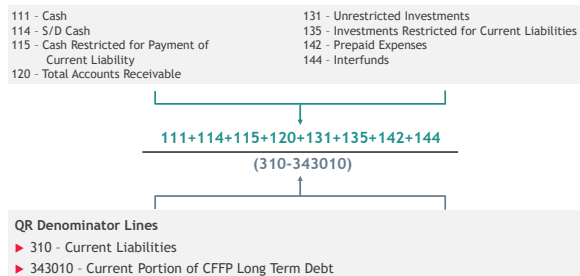 111 – Cash
114 – S/D Cash
115 – Cash Restricted for Payment of
Current Liability
120 – Total Accounts Receivable
131 – Unrestricted Investments
135 – Investments Restricted for Current Liabilities
142 – Prepaid Expenses
144 – Interfunds
111+114+115+120+131+135+142+144
(310-343010)
QR Denominator Lines
▶ 310 – Current Liabilities
▶ 343010 – Current Portion of CFFP Long Term Debt